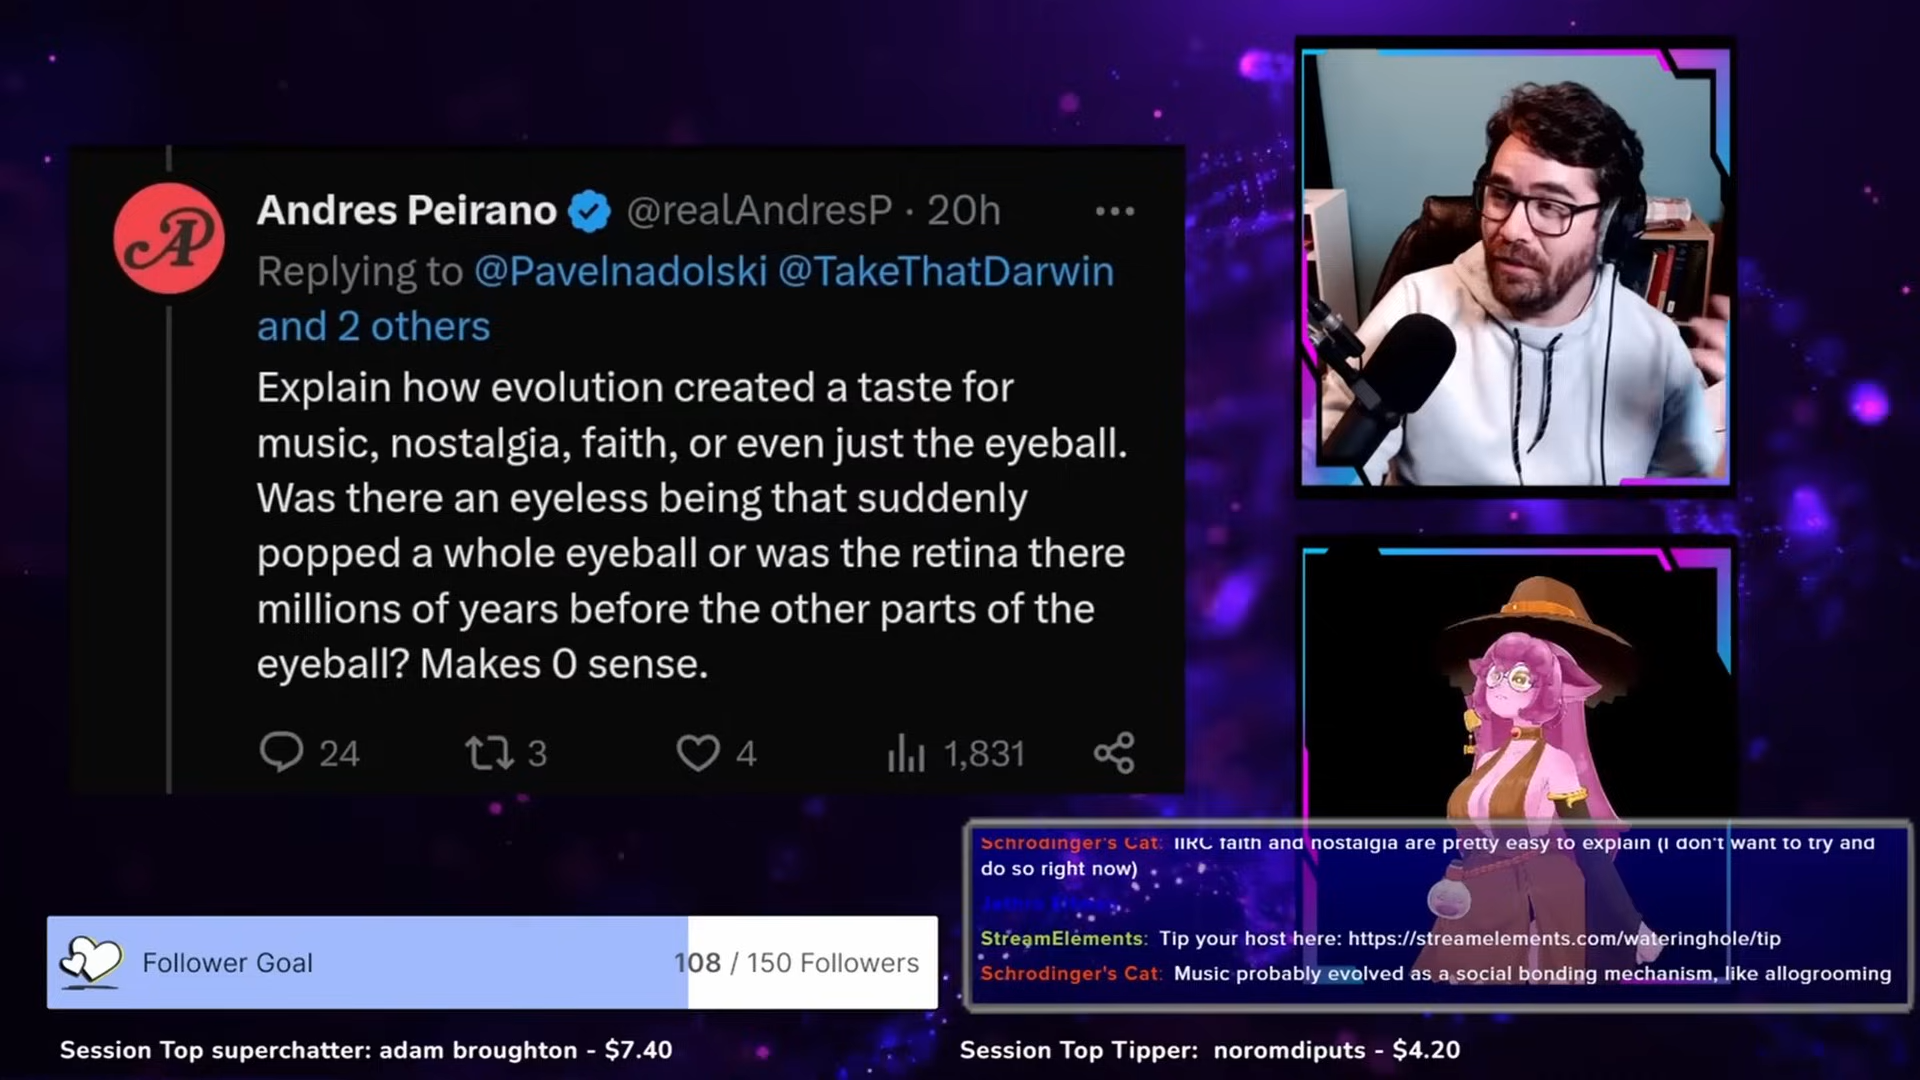 Andres Peirano @realAndresP · 20h
Replying to @Pavelnadolski @TakeThatDarwin
and 2 others
Explain how evolution created a taste for
music, nostalgia, faith, or even just the eyeball.
Was there an eyeless being that suddenly
popped a whole eyeball or was the retina there
millions of years before the other parts of the
eyeball? Makes 0 sense.
24 3 4 1,831
Schrodinger's Cat: IIRC faith and nostalgia are pretty easy to explain (I don't want to try and
do so right now)
StreamElements: Tip your host here: https://streamelements.com/wateringhole/tip
Schrodinger's Cat: Music probably evolved as a social bonding mechanism, like allogrooming
Follower Goal 108 / 150 Followers
Session Top superchatter: adam broughton - $7.40
Session Top Tipper: noromdiputs - $4.20